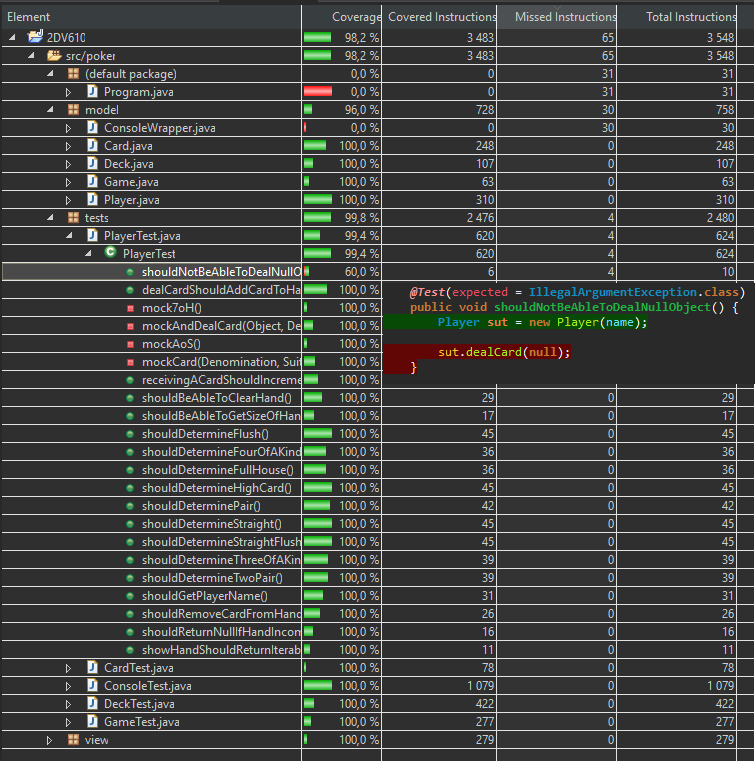 Element Coverage Covered Instructions Missed Instructions Total Instructions
2DV610 98,2 % 3 483 65 3 548
src/poker 98,2 % 3 483 65 3 548
(default package) 0,0 % 0 31 31
Program.java 0,0 % 0 31 31
model 96,0 % 728 30 758
ConsoleWrapper.java 0,0 % 0 30 30
Card.java 100,0 % 248 0 248
Deck.java 100,0 % 107 0 107
Game.java 100,0 % 63 0 63
Player.java 100,0 % 310 0 310
tests 99,8 % 2 476 4 2 480
PlayerTest.java 99,4 % 620 4 624
PlayerTest 99,4 % 620 4 624
shouldNotBeAbleToDealNullO 60,0 % 6 4 10
dealCardShouldAddCardToHa 100,0 %
mock7oH() 100,0 %
mockAndDealCard(Object, De 100,0 %
mockAoS() 100,0 %
mockCard(Denomination, Suit 100,0 %
receivingACardShouldIncreme 100,0 %
@Test(expected = IllegalArgumentException.class)
public void shouldNotBeAbleToDealNullObject() {
Player sut = new Player(name);
sut.dealCard(null);
}
shouldBeAbleToClearHand() 100,0 % 29 0 29
shouldBeAbleToGetSizeOfHan 100,0 % 17 0 17
shouldDetermineFlush() 100,0 % 45 0 45
shouldDetermineFourOfAKind 100,0 % 36 0 36
shouldDetermineFullHouse() 100,0 % 36 0 36
shouldDetermineHighCard() 100,0 % 45 0 45
shouldDeterminePair() 100,0 % 42 0 42
shouldDetermineStraight() 100,0 % 45 0 45
shouldDetermineStraightFlush 100,0 % 45 0 45
shouldDetermineThreeOfAKin 100,0 % 39 0 39
shouldDetermineTwoPair() 100,0 % 39 0 39
shouldGetPlayerName() 100,0 % 31 0 31
shouldRemoveCardFromHand 100,0 % 26 0 26
shouldReturnNullIfHandIncom 100,0 % 16 0 16
showHandShouldReturnIterab 100,0 % 11 0 11
CardTest.java 100,0 % 78 0 78
ConsoleTest.java 100,0 % 1 079 0 1 079
DeckTest.java 100,0 % 422 0 422
GameTest.java 100,0 % 277 0 277
view 100,0 % 279 0 279